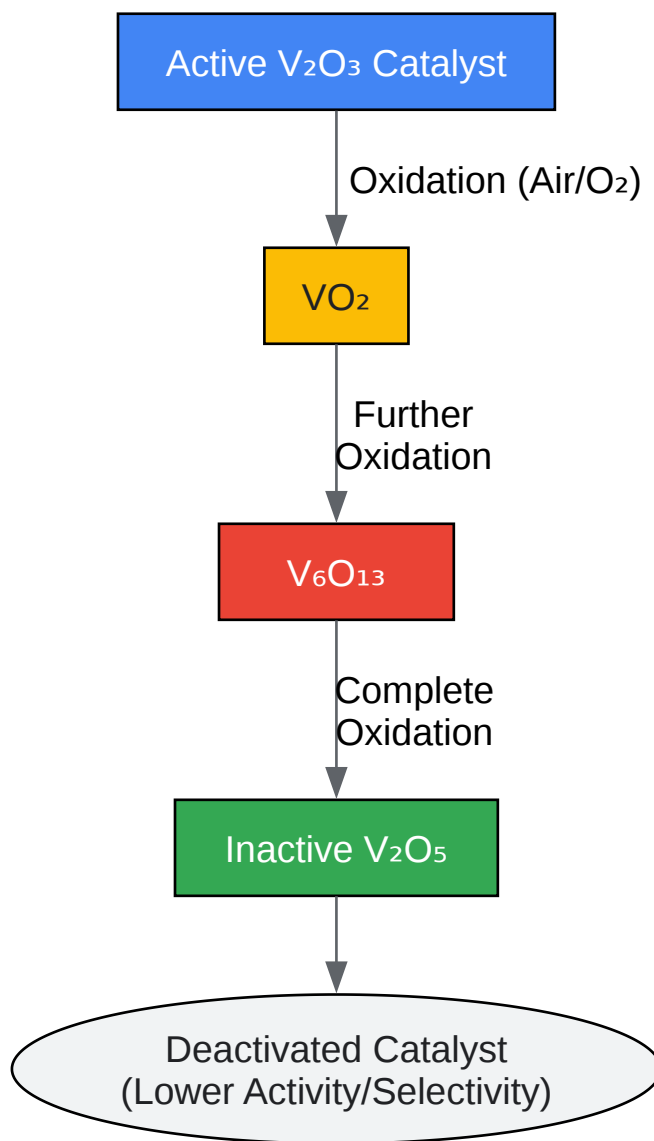 Active V₂O₃ Catalyst
Oxidation (Air/O₂)
VO₂
Further
Oxidation
V₆O₁₃
Complete
Oxidation
Inactive V₂O₅
Deactivated Catalyst
(Lower Activity/Selectivity)